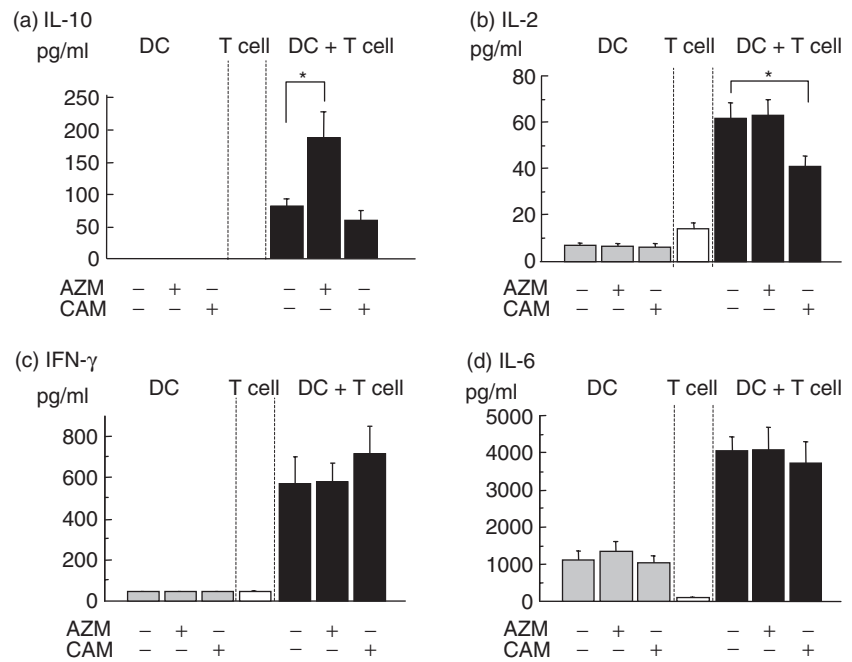 (a) IL-10
pg/ml
DC
T cell
DC + T cell
*
250
200
150
100
50
0
AZM – + – – + –
CAM – – + – – +
(b) IL-2
pg/ml
DC
T cell
DC + T cell
*
80
60
40
20
0
AZM – + – – + –
CAM – – + – – +
(c) IFN-γ
pg/ml
DC
T cell
DC + T cell
800
600
400
200
0
AZM – + – – + –
CAM – – + – – +
(d) IL-6
pg/ml
DC
T cell
DC + T cell
5000
4000
3000
2000
1000
0
AZM – + – – + –
CAM – – + – – +